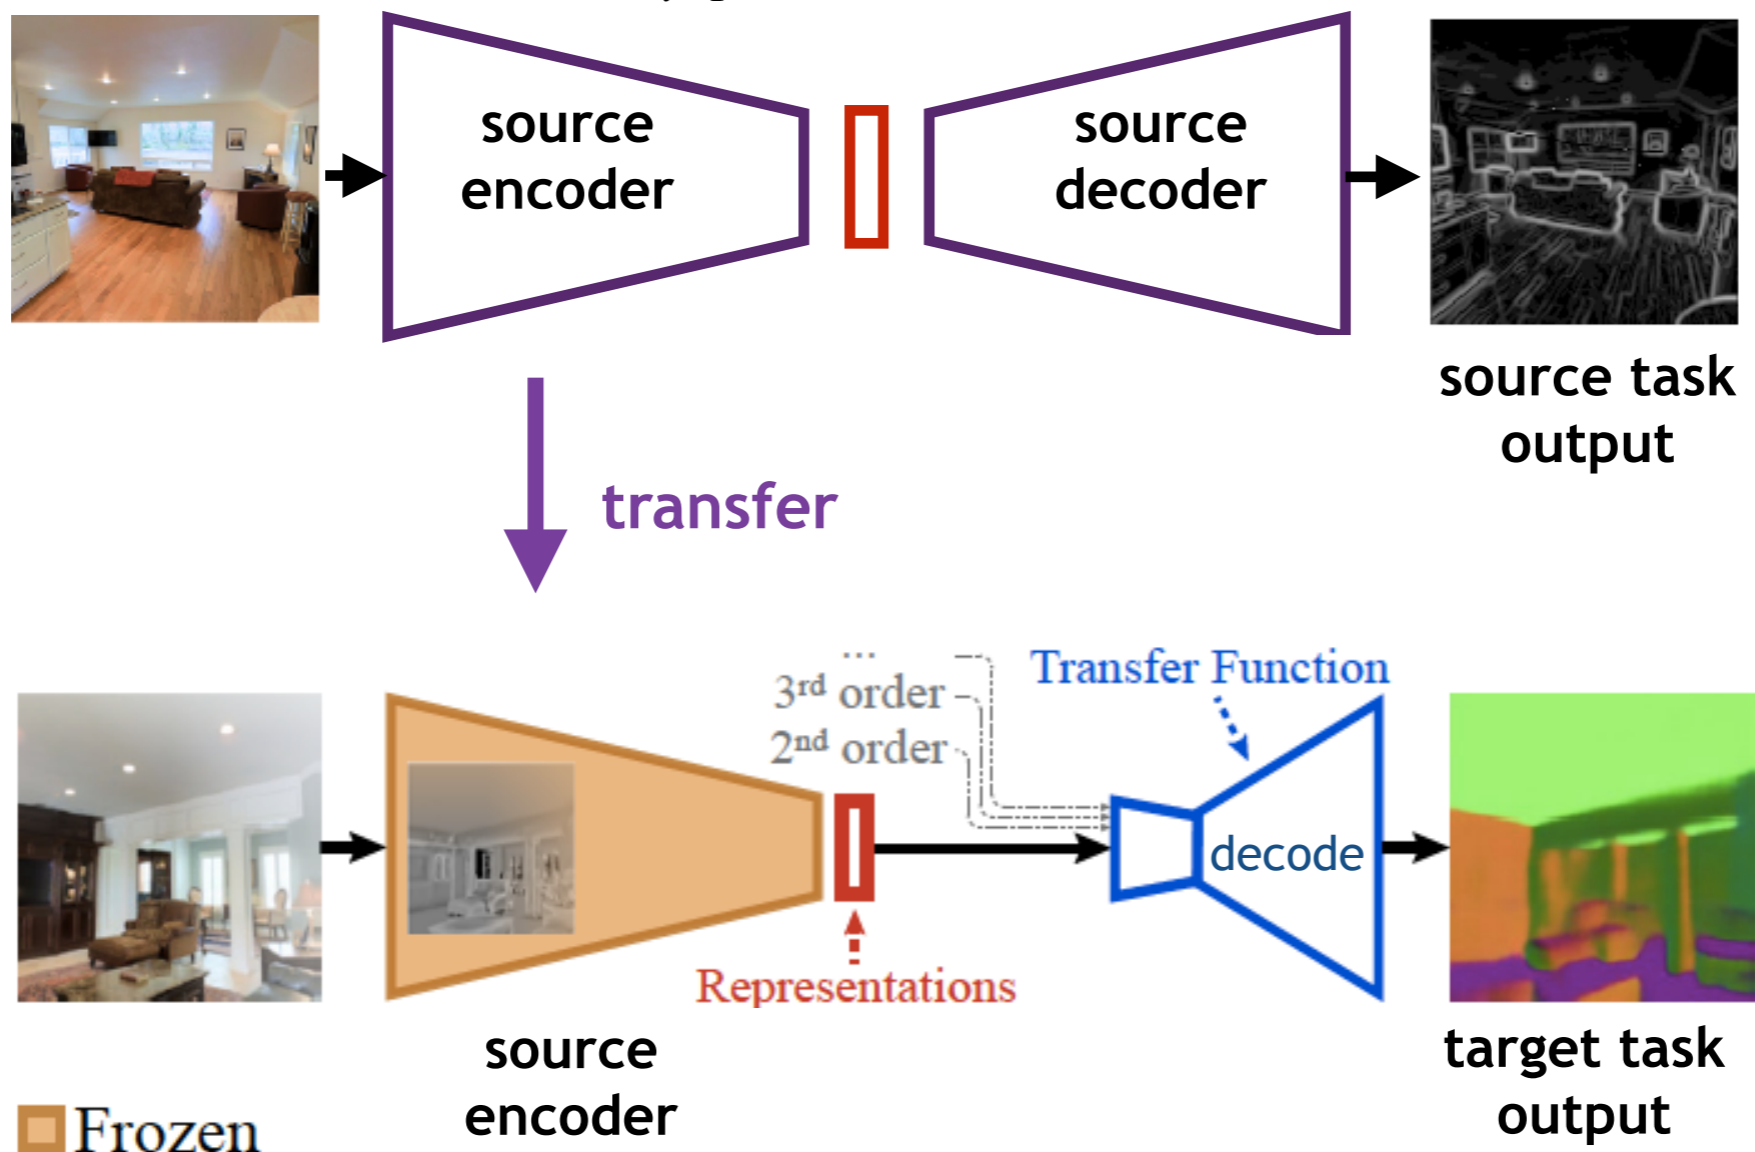 source
encoder
source
decoder
source task
output
transfer
...
3rd order
2nd order
Transfer Function
decode
Representations
source
encoder
target task
output
Frozen